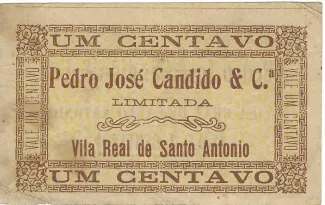 UM CENTAVO
VALE UM CENTAVO
Pedro José Candido & C.ª
LIMITADA
Vila Real de Santo Antonio
VALE UM CENTAVO
UM CENTAVO